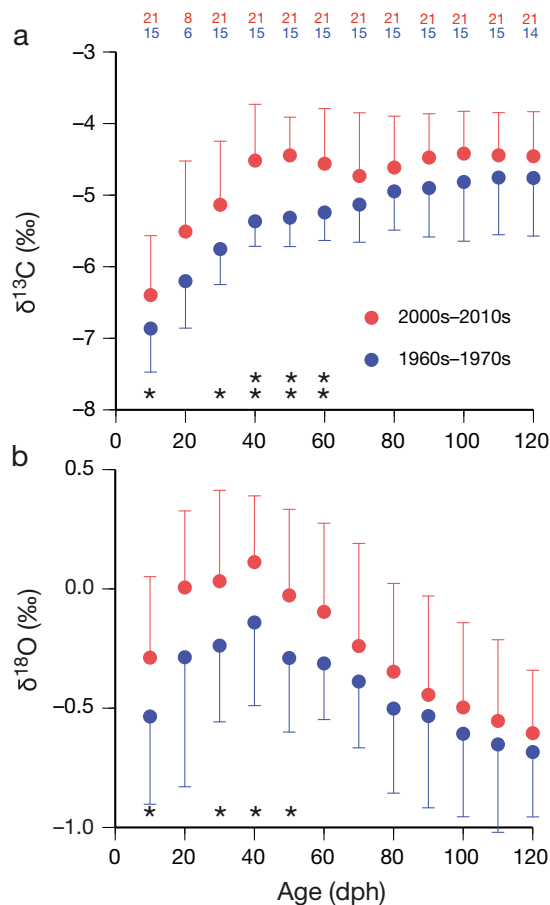 21 8 21 21 21 21 21 21 21 21 21 21
15 6 15 15 15 15 15 15 15 15 15 14
a
−3
−4
−5
−6
−7
−8
δ13C (‰)
2000s–2010s
1960s–1970s
* * * * * * * *
0 20 40 60 80 100 120
b
0.5
0.0
−0.5
−1.0
δ18O (‰)
* * * *
0 20 40 60 80 100 120
Age (dph)